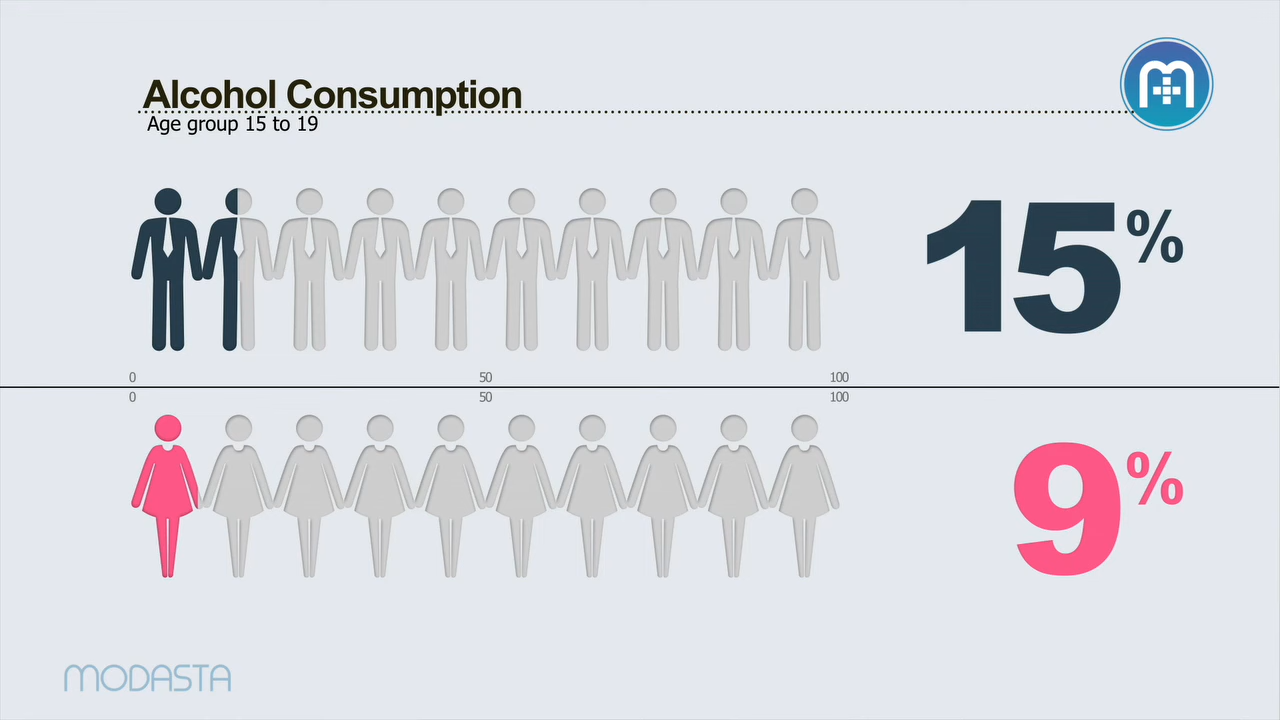 Alcohol Consumption
Age group 15 to 19
15%
0 50 100
0 50 100
9%
MODASTA